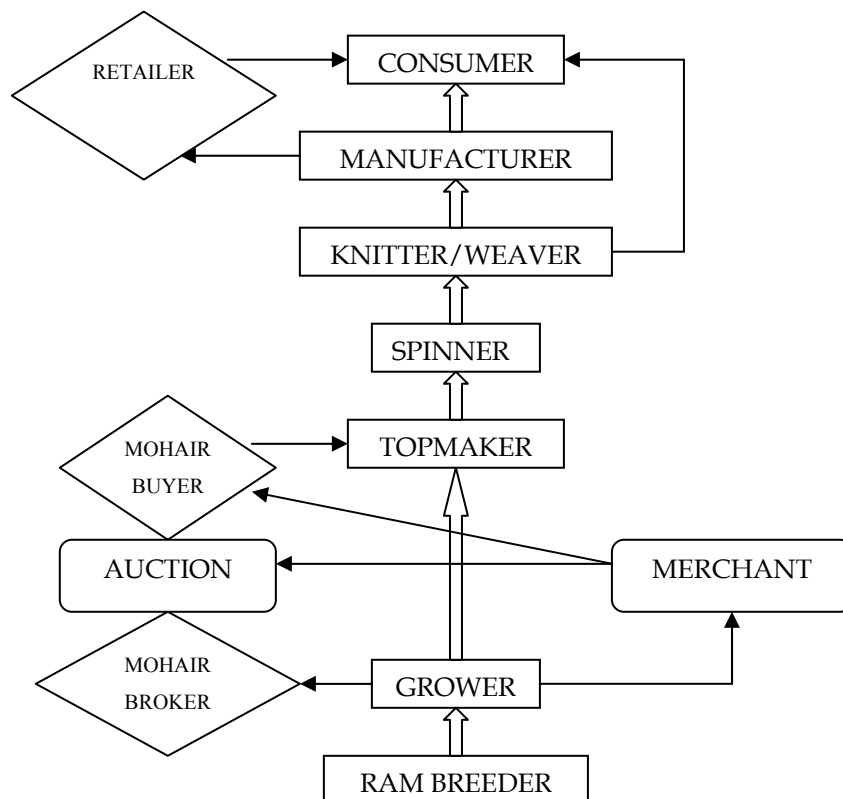 RETAILER
CONSUMER
MANUFACTURER
KNITTER/WEAVER
SPINNER
MOHAIR
BUYER
TOPMAKER
AUCTION
MERCHANT
MOHAIR
BROKER
GROWER
RAM BREEDER